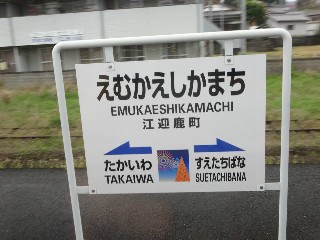 えむかえしかまち
EMUKAESHIKAMACHI
江迎鹿町
たかいわ すえたちばな
TAKAIWA SUETACHIBANA